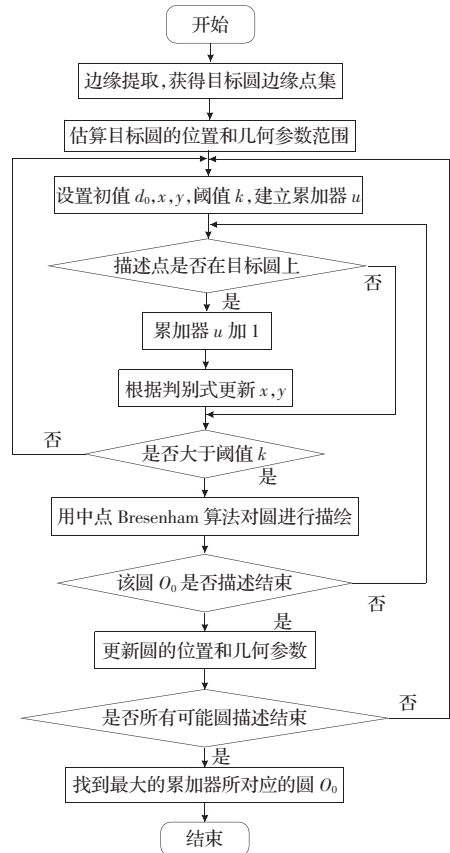 开始
边缘提取,获得目标圆边缘点集
估算目标圆的位置和几何参数范围
设置初值 d₀,x,y,阈值 k,建立累加器 u
描述点是否在目标圆上
否
是
累加器 u 加 1
根据判别式更新 x,y
否
是否大于阈值 k
是
用中点 Bresenham 算法对圆进行描绘
该圆 O₀ 是否描述结束
否
是
更新圆的位置和几何参数
否
是否所有可能圆描述结束
是
找到最大的累加器所对应的圆 O₀
结束